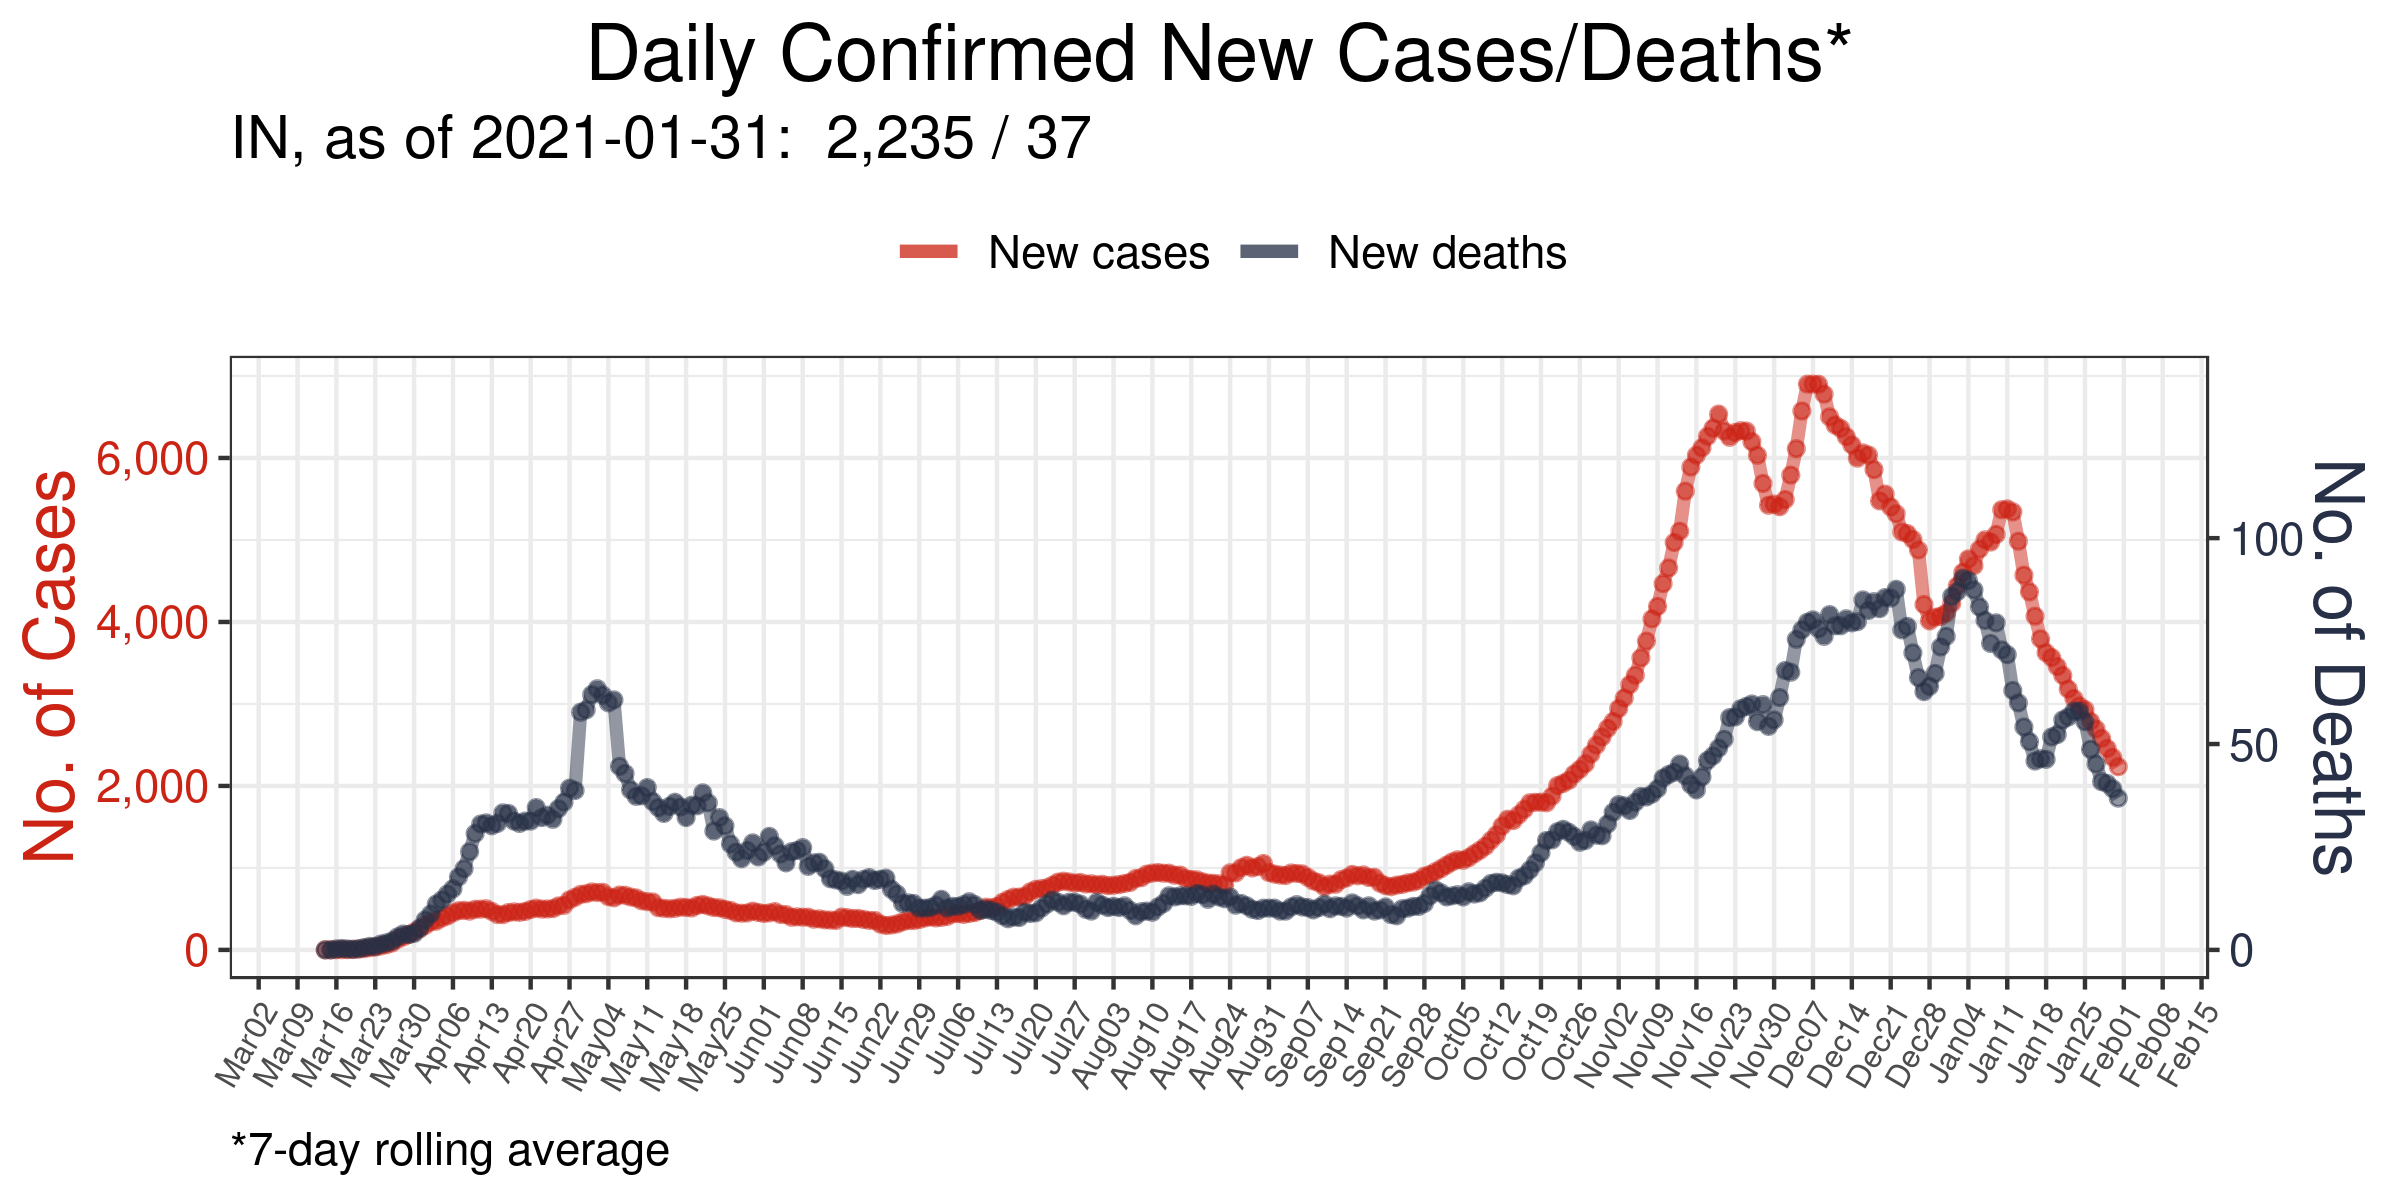 Daily Confirmed New Cases/Deaths*
IN, as of 2021-01-31:  2,235 / 37
New cases
New deaths
No. of Cases
6,000
4,000
2,000
0
No. of Deaths
100
50
0
Mar02
Mar09
Mar16
Mar23
Mar30
Apr06
Apr13
Apr20
Apr27
May04
May11
May18
May25
Jun01
Jun08
Jun15
Jun22
Jun29
Jul06
Jul13
Jul20
Jul27
Aug03
Aug10
Aug17
Aug24
Aug31
Sep07
Sep14
Sep21
Sep28
Oct05
Oct12
Oct19
Oct26
Nov02
Nov09
Nov16
Nov23
Nov30
Dec07
Dec14
Dec21
Dec28
Jan04
Jan11
Jan18
Jan25
Feb01
Feb08
Feb15
*7-day rolling average